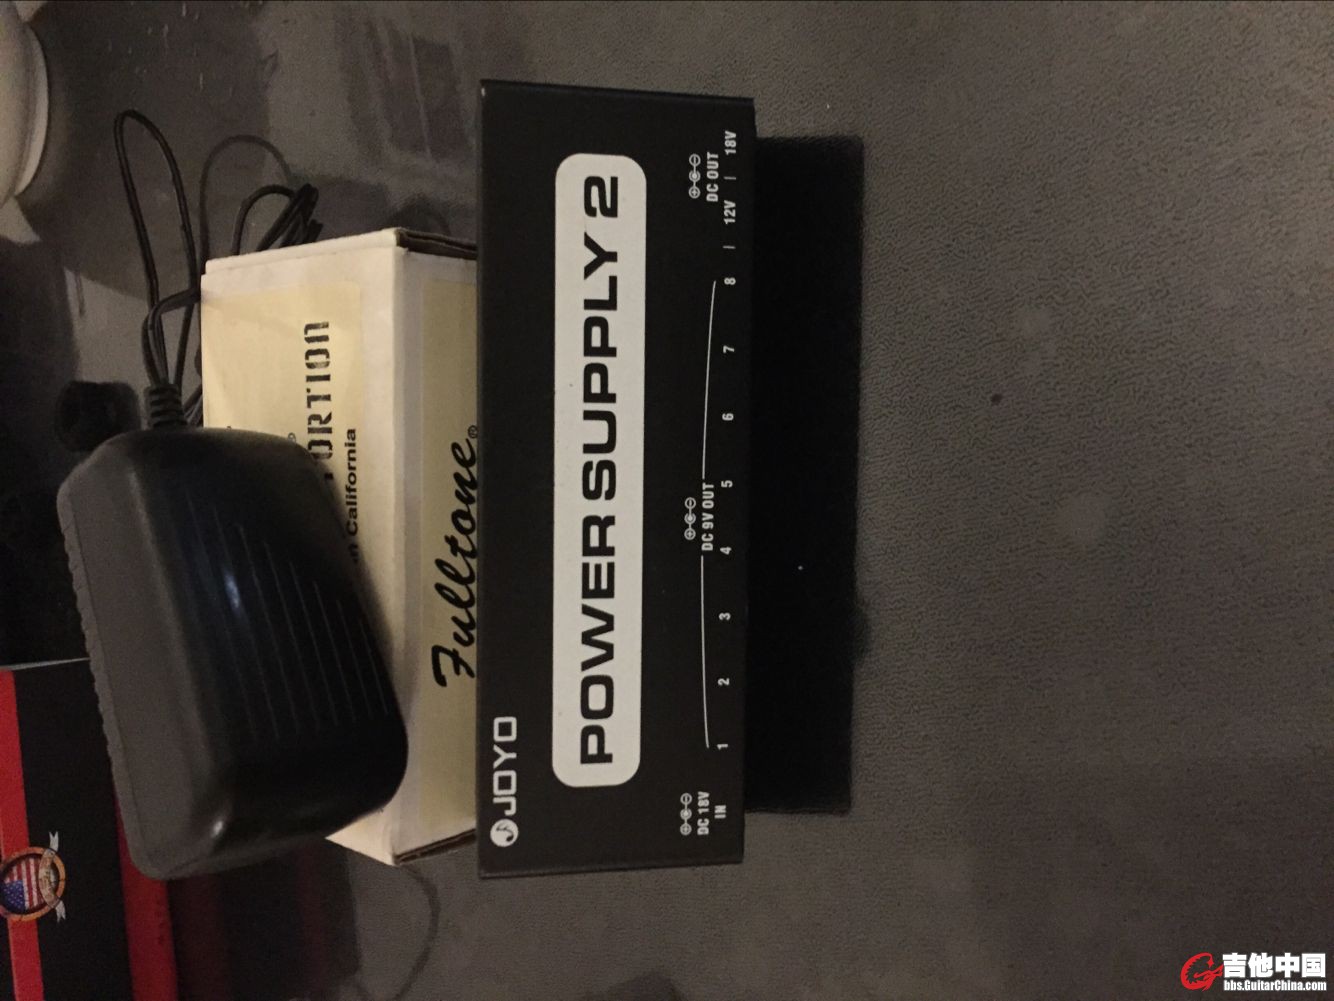 JOYO
POWER SUPPLY 2
DC 18V
IN
DC 9V OUT
DC OUT
1 2 3 4 5 6 7 8 | 12V | 18V
ORTION
®
in California
Fulltone®
吉他中国
bbs.GuitarChina.com